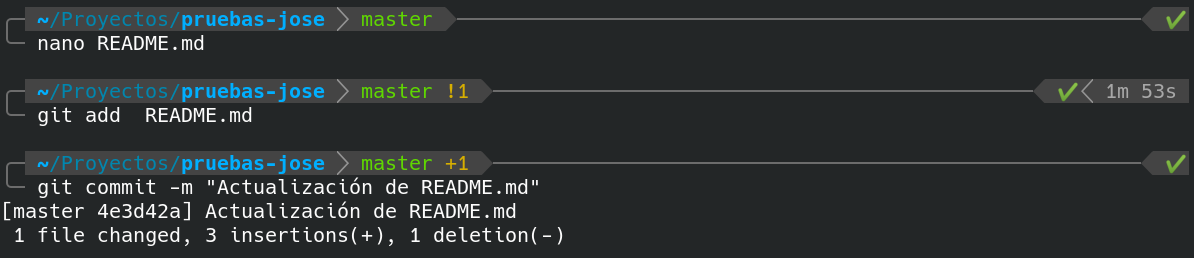 ~/Proyectos/pruebas-jose master ✔
nano README.md
~/Proyectos/pruebas-jose master !1 ✔ 1m 53s
git add  README.md
~/Proyectos/pruebas-jose master +1 ✔
git commit -m "Actualización de README.md"
[master 4e3d42a] Actualización de README.md
 1 file changed, 3 insertions(+), 1 deletion(-)